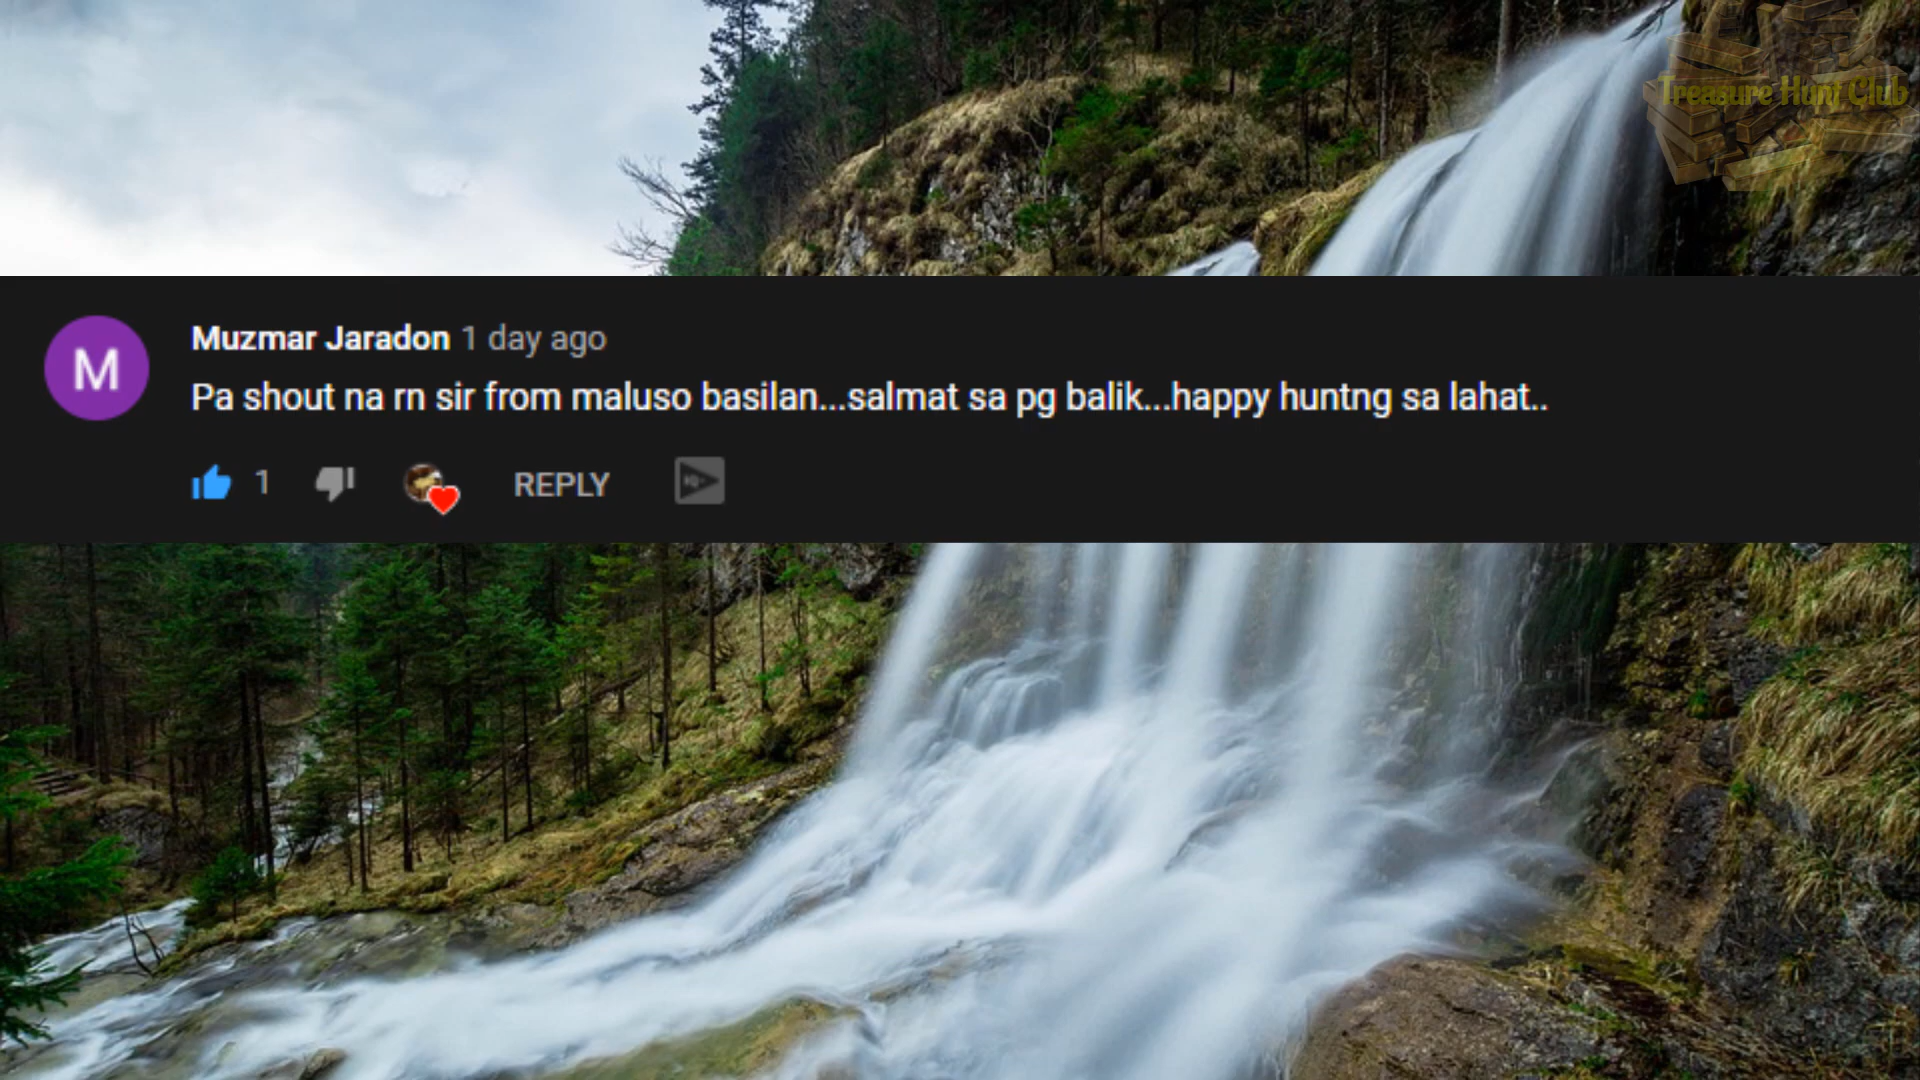 Treasure Hunt Club
M
Muzmar Jaradon 1 day ago
Pa shout na rn sir from maluso basilan...salmat sa pg balik...happy huntng sa lahat..
1 REPLY